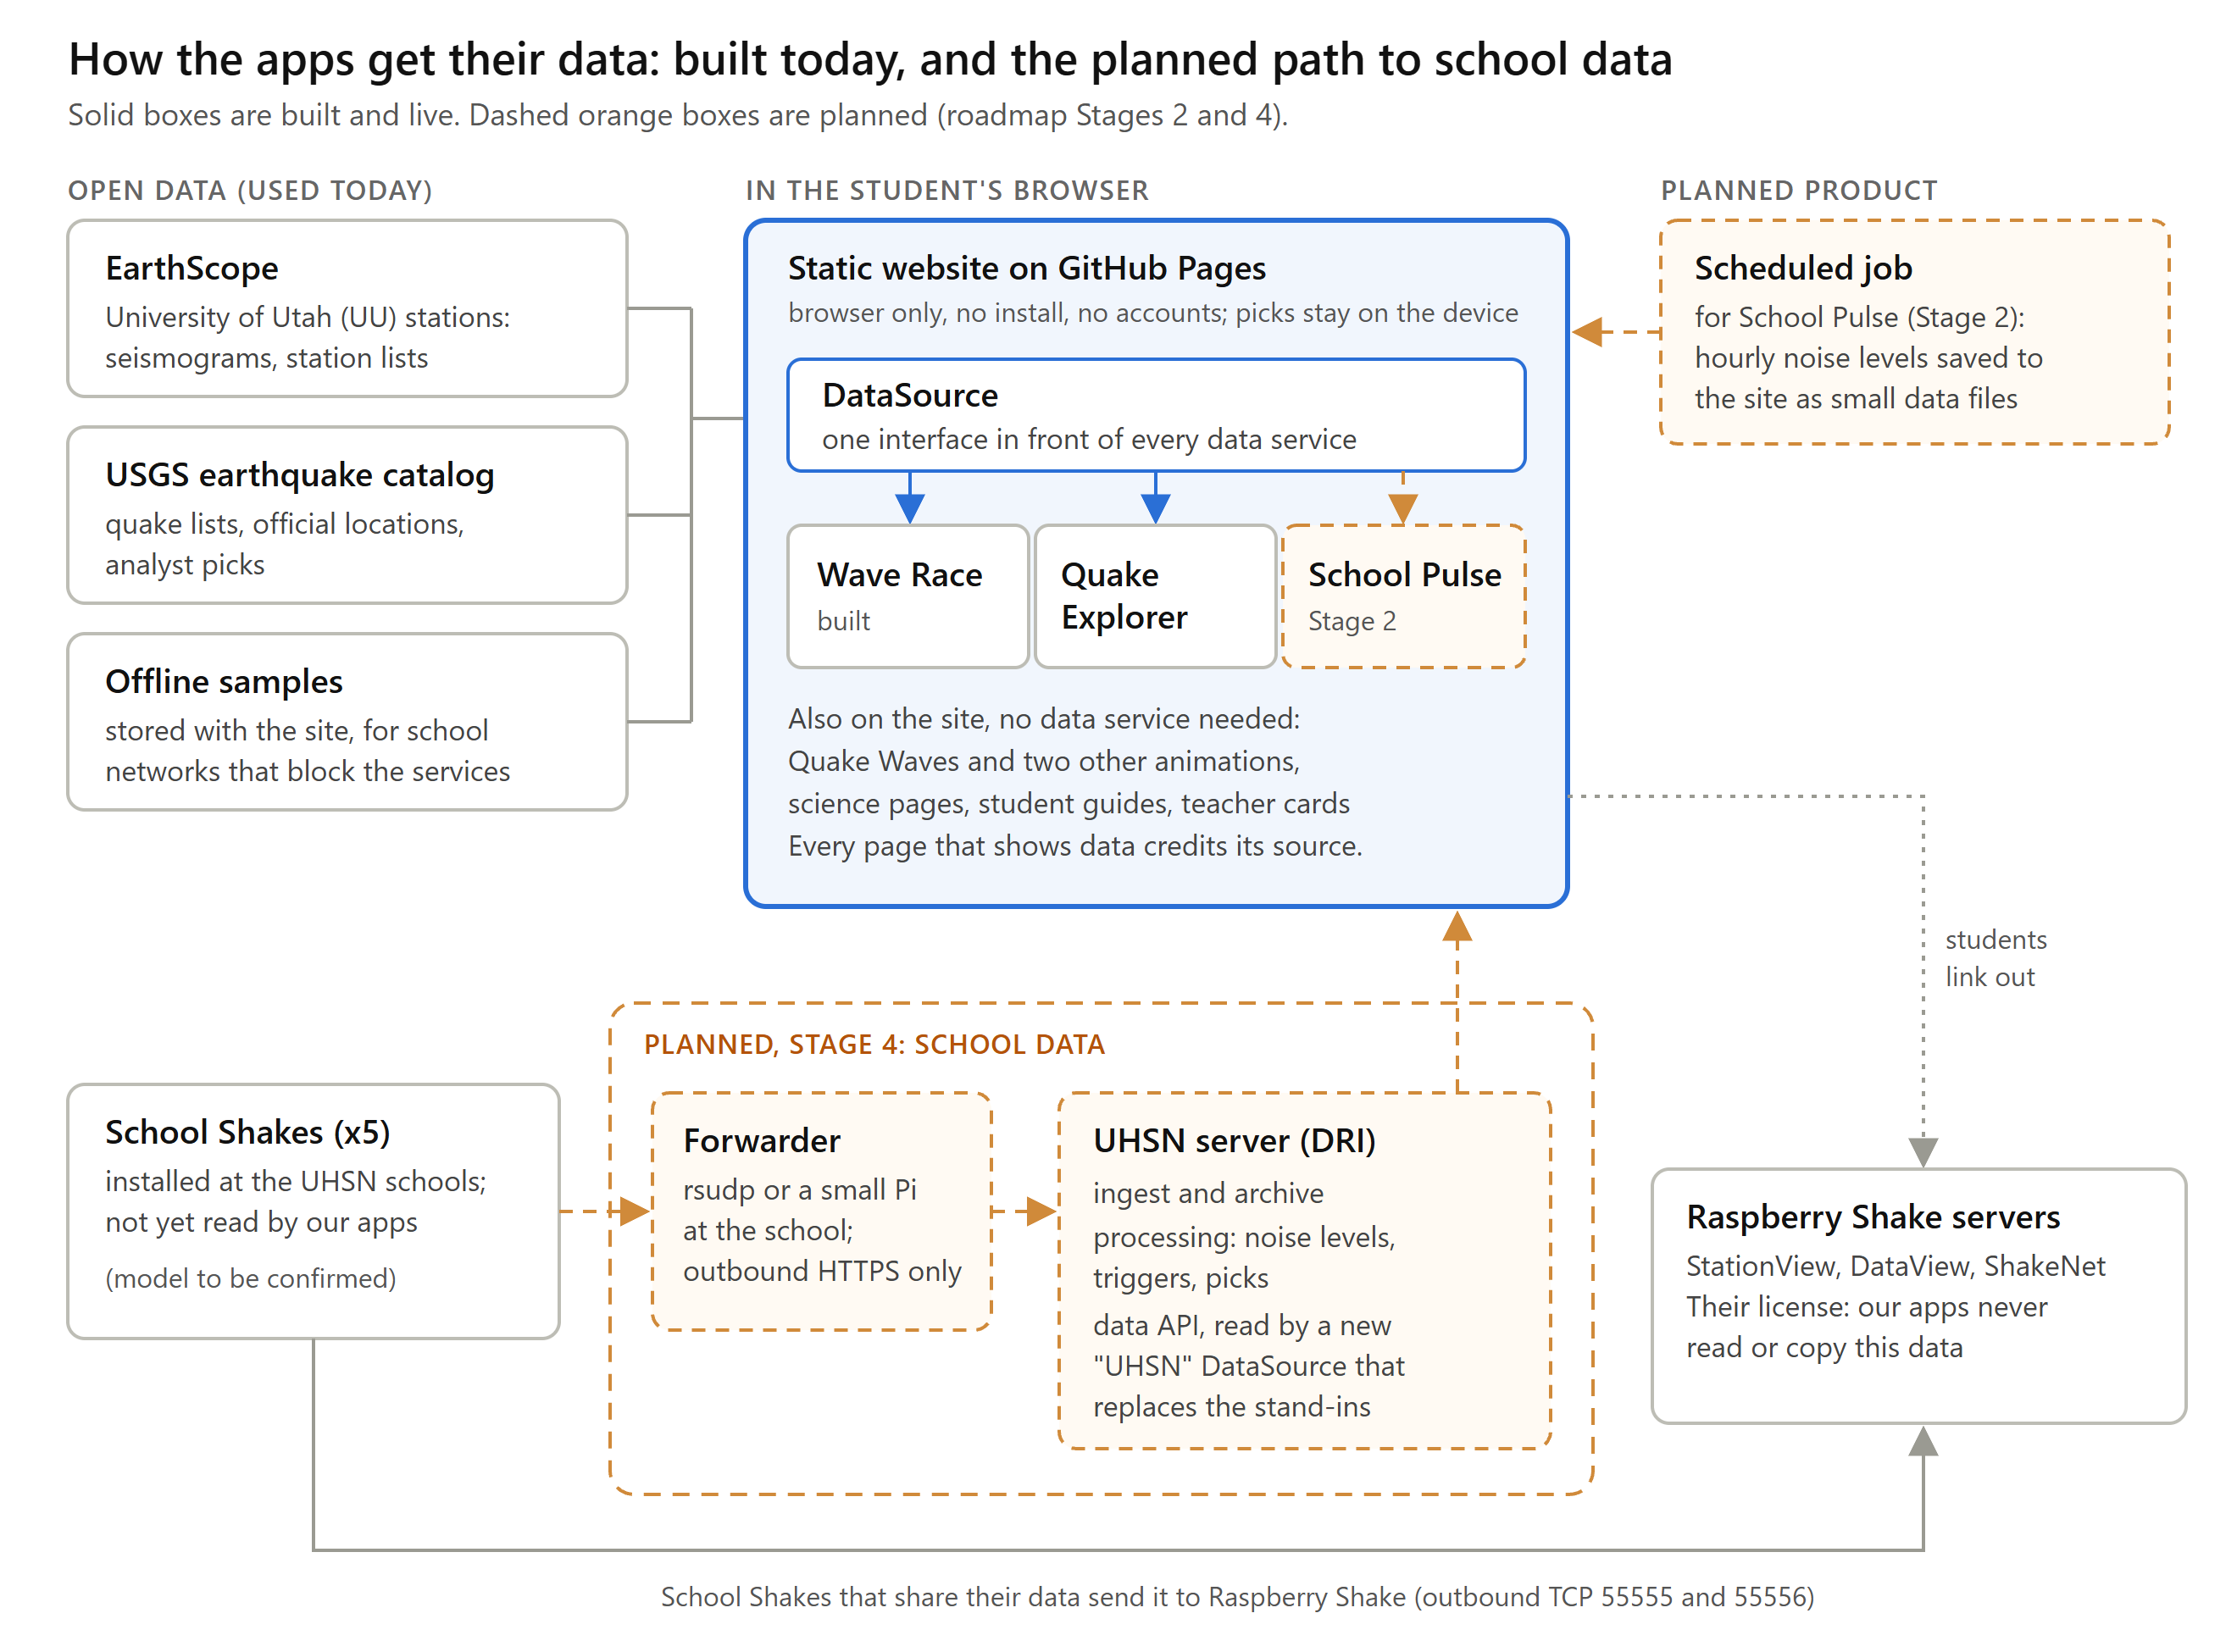 How the apps get their data: built today, and the planned path to school data
Solid boxes are built and live. Dashed orange boxes are planned (roadmap Stages 2 and 4).
OPEN DATA (USED TODAY)
EarthScope
University of Utah (UU) stations:
seismograms, station lists
USGS earthquake catalog
quake lists, official locations,
analyst picks
Offline samples
stored with the site, for school
networks that block the services
IN THE STUDENT'S BROWSER
Static website on GitHub Pages
browser only, no install, no accounts; picks stay on the device
DataSource
one interface in front of every data service
Wave Race
built
Quake
Explorer
School Pulse
Stage 2
Also on the site, no data service needed:
Quake Waves and two other animations,
science pages, student guides, teacher cards
Every page that shows data credits its source.
PLANNED PRODUCT
Scheduled job
for School Pulse (Stage 2):
hourly noise levels saved to
the site as small data files
students
link out
PLANNED, STAGE 4: SCHOOL DATA
School Shakes (x5)
installed at the UHSN schools;
not yet read by our apps
(model to be confirmed)
Forwarder
rsudp or a small Pi
at the school;
outbound HTTPS only
UHSN server (DRI)
ingest and archive
processing: noise levels,
triggers, picks
data API, read by a new
"UHSN" DataSource that
replaces the stand-ins
Raspberry Shake servers
StationView, DataView, ShakeNet
Their license: our apps never
read or copy this data
School Shakes that share their data send it to Raspberry Shake (outbound TCP 55555 and 55556)